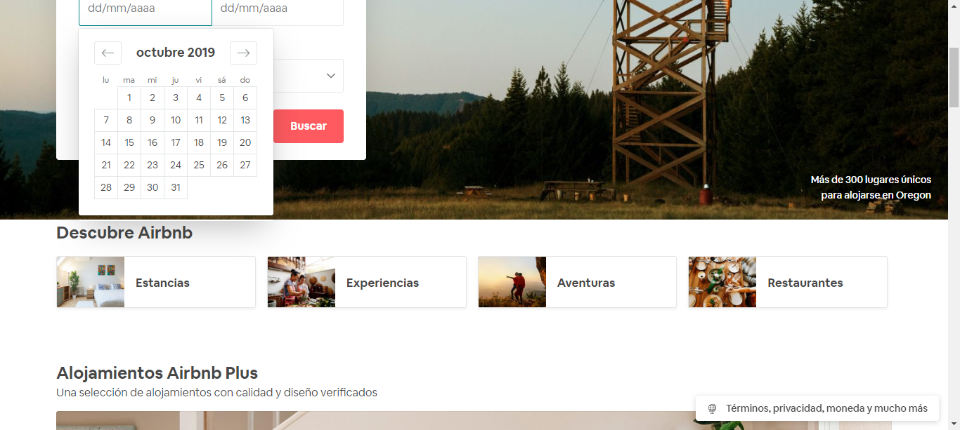 dd/mm/aaaa dd/mm/aaaa
octubre 2019
lu ma mi ju vi sá do
1 2 3 4 5 6
7 8 9 10 11 12 13
14 15 16 17 18 19 20
21 22 23 24 25 26 27
28 29 30 31
Buscar
Más de 300 lugares únicos
para alojarse en Oregon
Descubre Airbnb
Estancias Experiencias Aventuras Restaurantes
Alojamientos Airbnb Plus
Una selección de alojamientos con calidad y diseño verificados
Términos, privacidad, moneda y mucho más